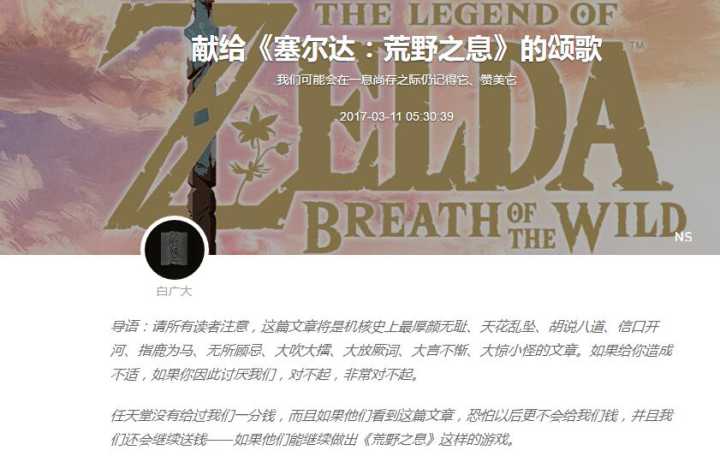 THE LEGEND OF
ZELDA
TM
献给《塞尔达：荒野之息》的颂歌
我们可能会在一息尚存之际仍记得它、赞美它
2017-03-11 05:30:39
BREATH OF THE WILD
NS
白广大
导语：请所有读者注意，这篇文章将是机核史上最厚颜无耻、天花乱坠、胡说八道、信口开
河、指鹿为马、无所顾忌、大吹大擂、大放厥词、大言不惭、大惊小怪的文章。如果给你造成
不适，如果你因此讨厌我们，对不起，非常对不起。
任天堂没有给过我们一分钱，而且如果他们看到这篇文章，恐怕以后更不会给我们钱，并且我
们还会继续送钱——如果他们能继续做出《荒野之息》这样的游戏。